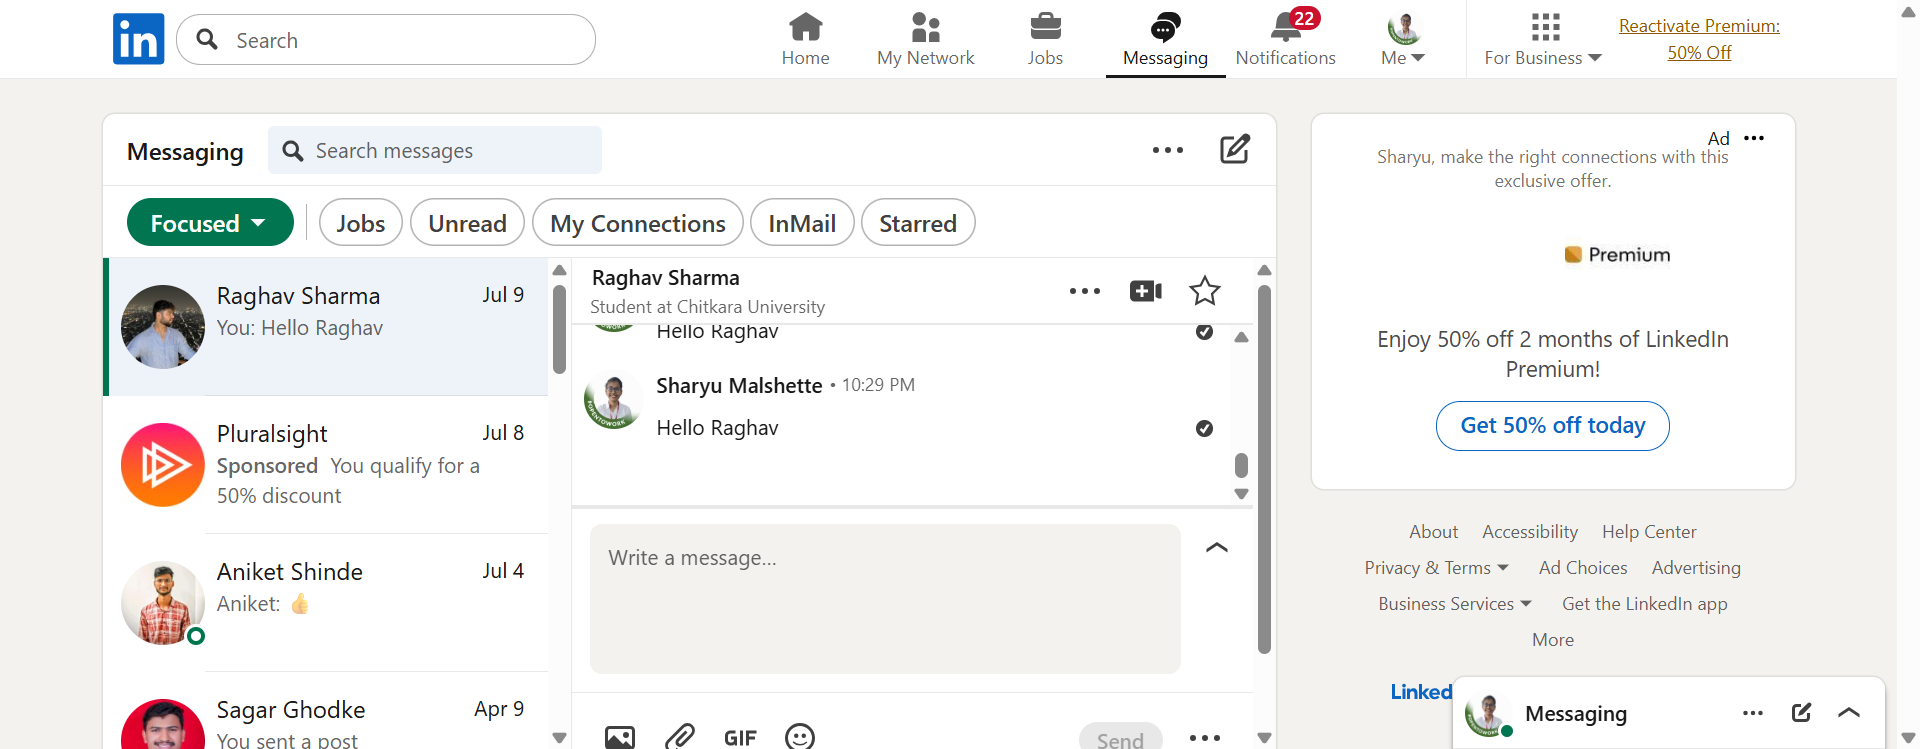 in
Search
Home
My Network
Jobs
Messaging
22
Notifications
Me
For Business
Reactivate Premium:
50% Off
Messaging
Search messages
Focused
Jobs
Unread
My Connections
InMail
Starred
Raghav Sharma
Jul 9
You: Hello Raghav
Pluralsight
Jul 8
Sponsored You qualify for a
50% discount
Aniket Shinde
Jul 4
Aniket: 👍
Sagar Ghodke
Apr 9
You sent a post
Raghav Sharma
Student at Chitkara University
Hello Raghav
Sharyu Malshette • 10:29 PM
#OPENTOWORK
Hello Raghav
Write a message...
GIF
Send
Ad
Sharyu, make the right connections with this
exclusive offer.
Premium
Enjoy 50% off 2 months of LinkedIn
Premium!
Get 50% off today
About
Accessibility
Help Center
Privacy & Terms
Ad Choices
Advertising
Business Services
Get the LinkedIn app
More
Linked
Messaging